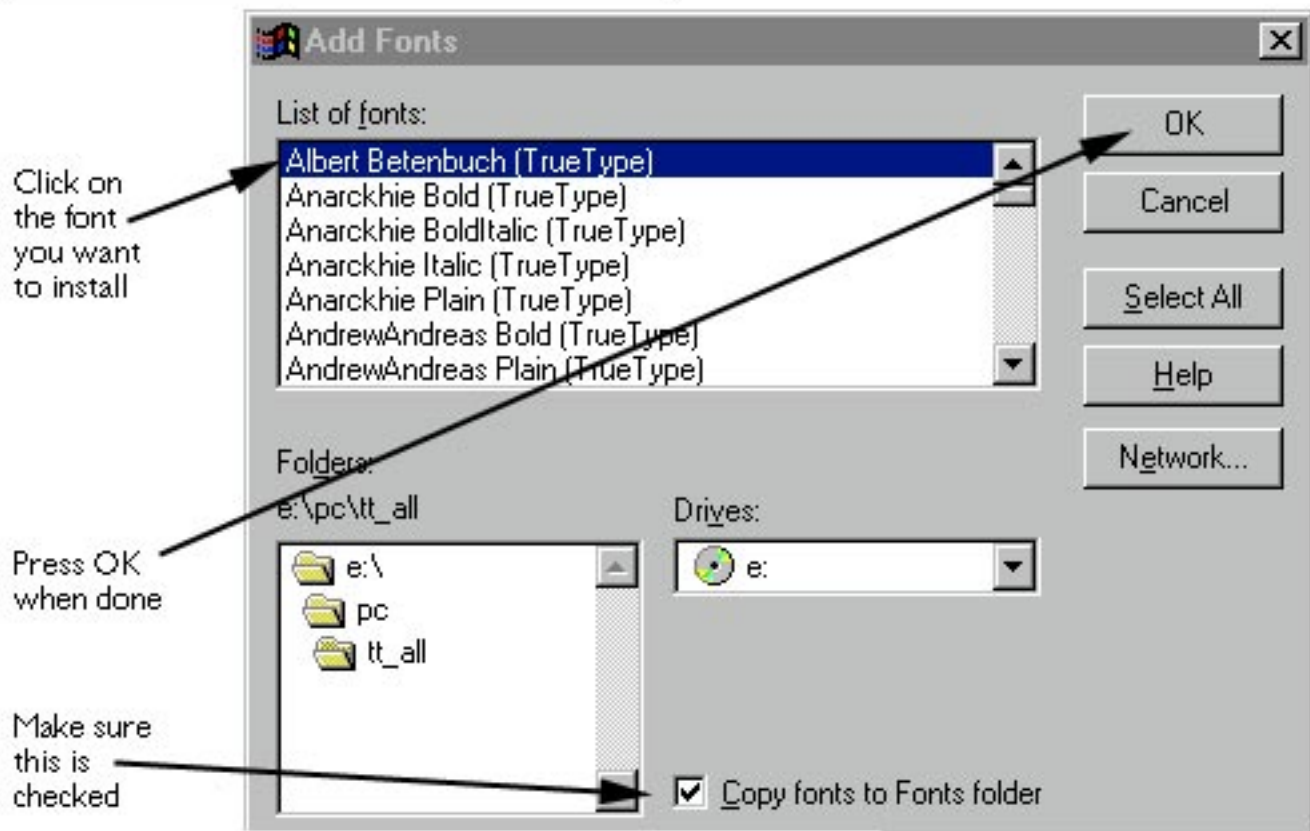 Add Fonts
List of fonts:
Albert Betenbuch (TrueType)
Anarckhie Bold (TrueType)
Anarckhie BoldItalic (TrueType)
Anarckhie Italic (TrueType)
Anarckhie Plain (TrueType)
AndrewAndreas Bold (TrueType)
AndrewAndreas Plain (TrueType)
OK
Cancel
Select All
Help
Network...
Click on
the font
you want
to install
Folders:
e:\pc\tt_all
e:\
pc
tt_all
Drives:
e:
Press OK
when done
Make sure
this is
checked
Copy fonts to Fonts folder